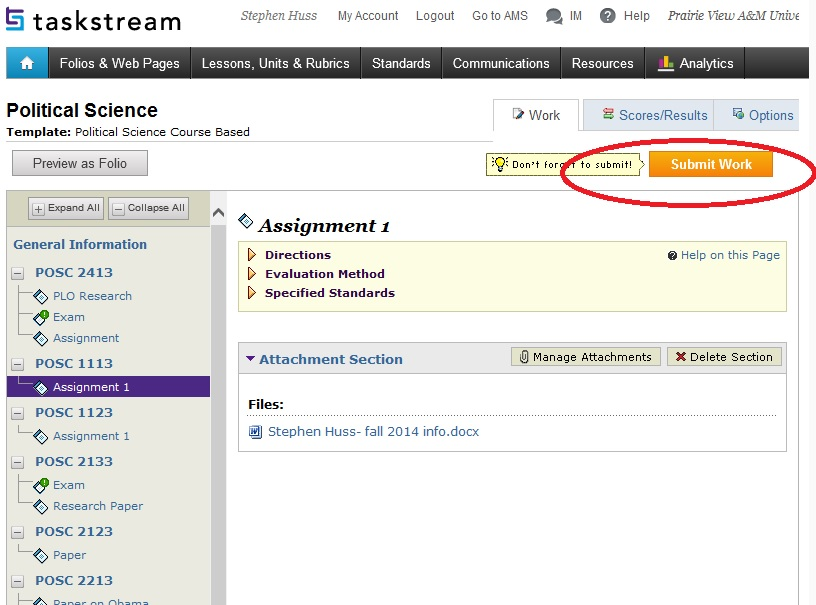 taskstream
Stephen Huss My Account Logout Go to AMS IM Help Prairie View A&M Unive
Folios & Web Pages Lessons, Units & Rubrics Standards Communications Resources Analytics
Political Science
Template: Political Science Course Based
Work Scores/Results Options
Preview as Folio
Don't forget to submit! Submit Work
Expand All Collapse All
General Information
POSC 2413
PLO Research
Exam
Assignment
POSC 1113
Assignment 1
POSC 1123
Assignment 1
POSC 2133
Exam
Research Paper
POSC 2123
Paper
POSC 2213
Paper on Obama
Assignment 1
Directions
Help on this Page
Evaluation Method
Specified Standards
Attachment Section
Manage Attachments Delete Section
Files:
Stephen Huss- fall 2014 info.docx